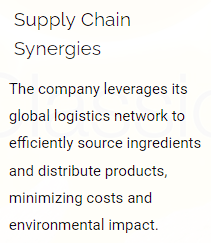 Supply Chain
Synergies
The company leverages its
global logistics network to
efficiently source ingredients
and distribute products,
minimizing costs and
environmental impact.